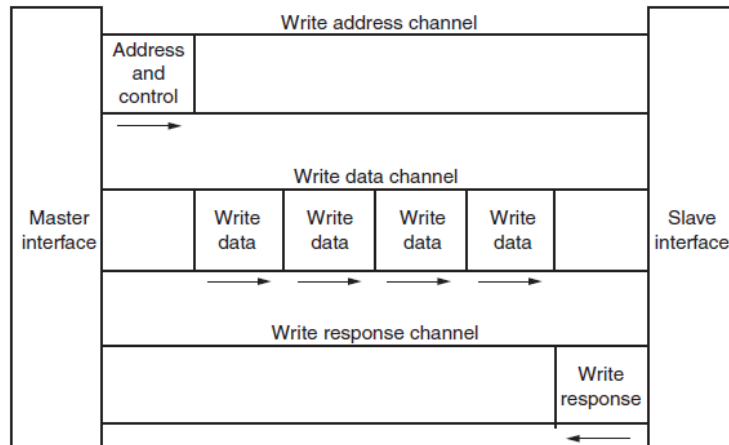 Write address channel
Address
and
control
Write data channel
Master
interface
Write
data
Write
data
Write
data
Write
data
Slave
interface
Write response channel
Write
response